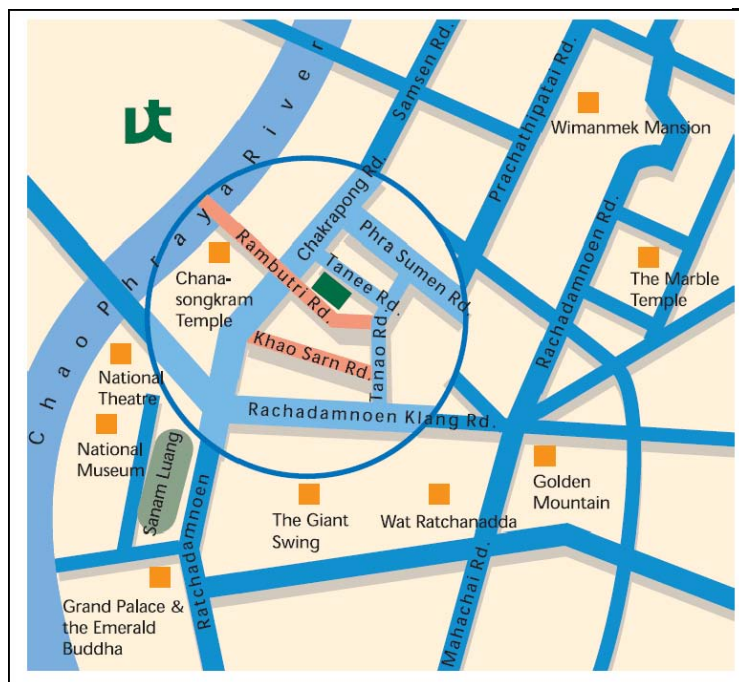 Samsen Rd.
Prachathipatai Rd.
Wimanmek Mansion
Chao Phraya River
Chakrapong Rd.
Phra Sumen Rd.
Rambutri Rd.
Tanee Rd.
Chana-
songkram
Temple
Rachadamnoen Rd.
The Marble
Temple
Khao Sarn Rd.
Tanao Rd.
National
Theatre
Rachadamnoen Klang Rd.
National
Museum
Sanam Luang
Golden
Mountain
The Giant
Swing
Wat Ratchanadda
Ratchadamnoen
Mahachai Rd.
Grand Palace &
the Emerald
Buddha